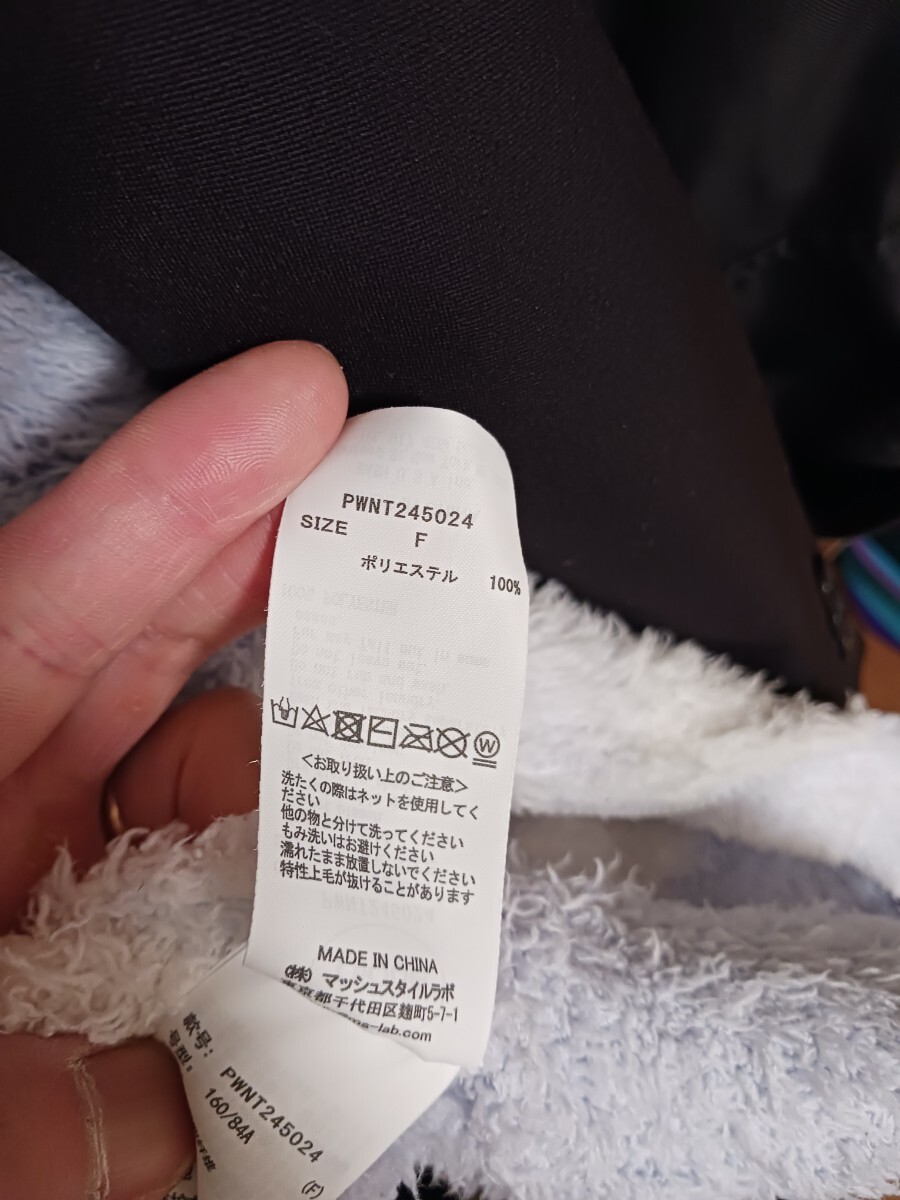 PWNT245024
SIZE F
ポリエステル 100%
W
<お取り扱い上のご注意>
洗たくの際はネットを使用してく
ださい
他の物と分けて洗ってください
もみ洗いはお避けください
濡れたまま放置しないでください
特性上毛が抜けることがあります
MADE IN CHINA
(株) マッシュスタイルラボ
東京都千代田区麹町5-7-1
-lab.com
款号: PWNT245024
号型: 160/84A
(F)